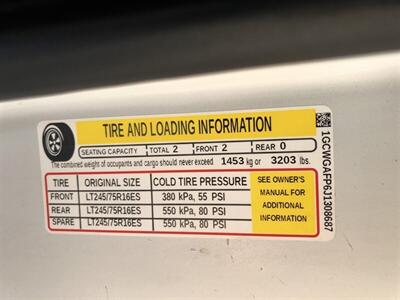 TIRE AND LOADING INFORMATION
SEATING CAPACITY TOTAL 2 FRONT 2 REAR 0
The combined weight of occupants and cargo should never exceed 1453 kg or 3203 lbs.
TIRE ORIGINAL SIZE COLD TIRE PRESSURE
FRONT LT245/75R16ES 380 kPa, 55 PSI
REAR LT245/75R16ES 550 kPa, 80 PSI
SPARE LT245/75R16ES 550 kPa, 80 PSI
SEE OWNER'S
MANUAL FOR
ADDITIONAL
INFORMATION
1GCWGAFP6J1308687